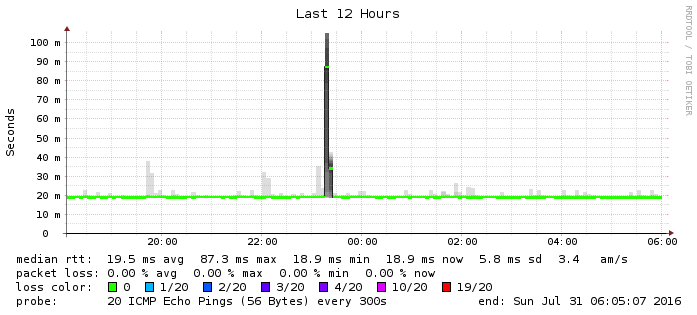 Last 12 Hours
RRDTOOL / TOBI OETIKER
Seconds
100 m
90 m
80 m
70 m
60 m
50 m
40 m
30 m
20 m
10 m
0
20:00 22:00 00:00 02:00 04:00 06:00
median rtt: 19.5 ms avg 87.3 ms max 18.9 ms min 18.9 ms now 5.8 ms sd 3.4 am/s
packet loss: 0.00 % avg 0.00 % max 0.00 % min 0.00 % now
loss color: 0 1/20 2/20 3/20 4/20 10/20 19/20
probe: 20 ICMP Echo Pings (56 Bytes) every 300s end: Sun Jul 31 06:05:07 2016